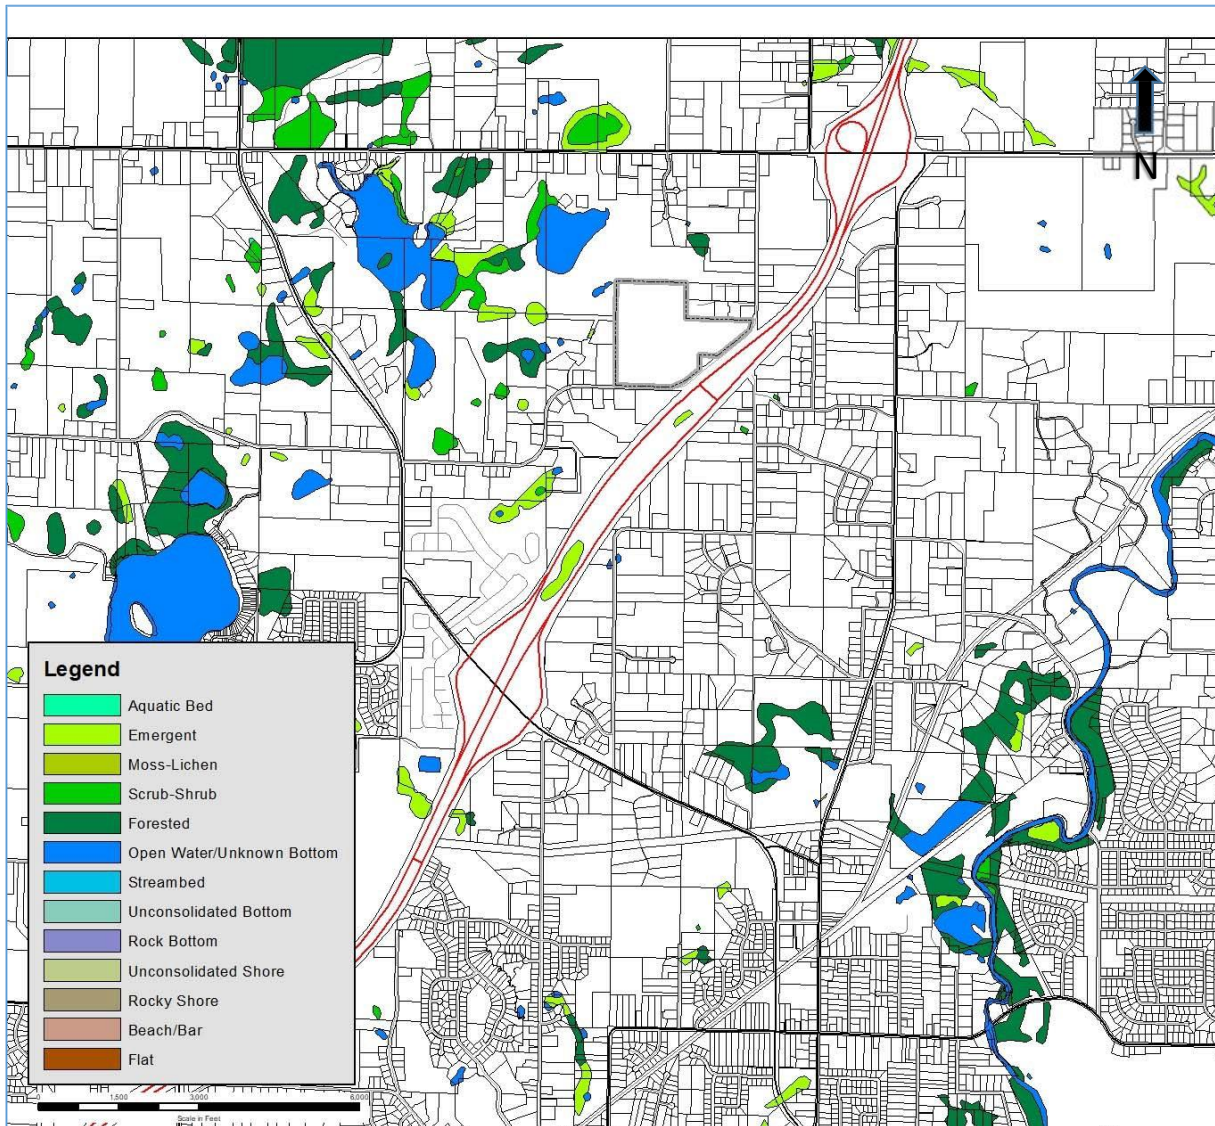 N
Legend
Aquatic Bed
Emergent
Moss-Lichen
Scrub-Shrub
Forested
Open Water/Unknown Bottom
Streambed
Unconsolidated Bottom
Rock Bottom
Unconsolidated Shore
Rocky Shore
Beach/Bar
Flat
0 1,500 3,000 6,000
Scale in Feet